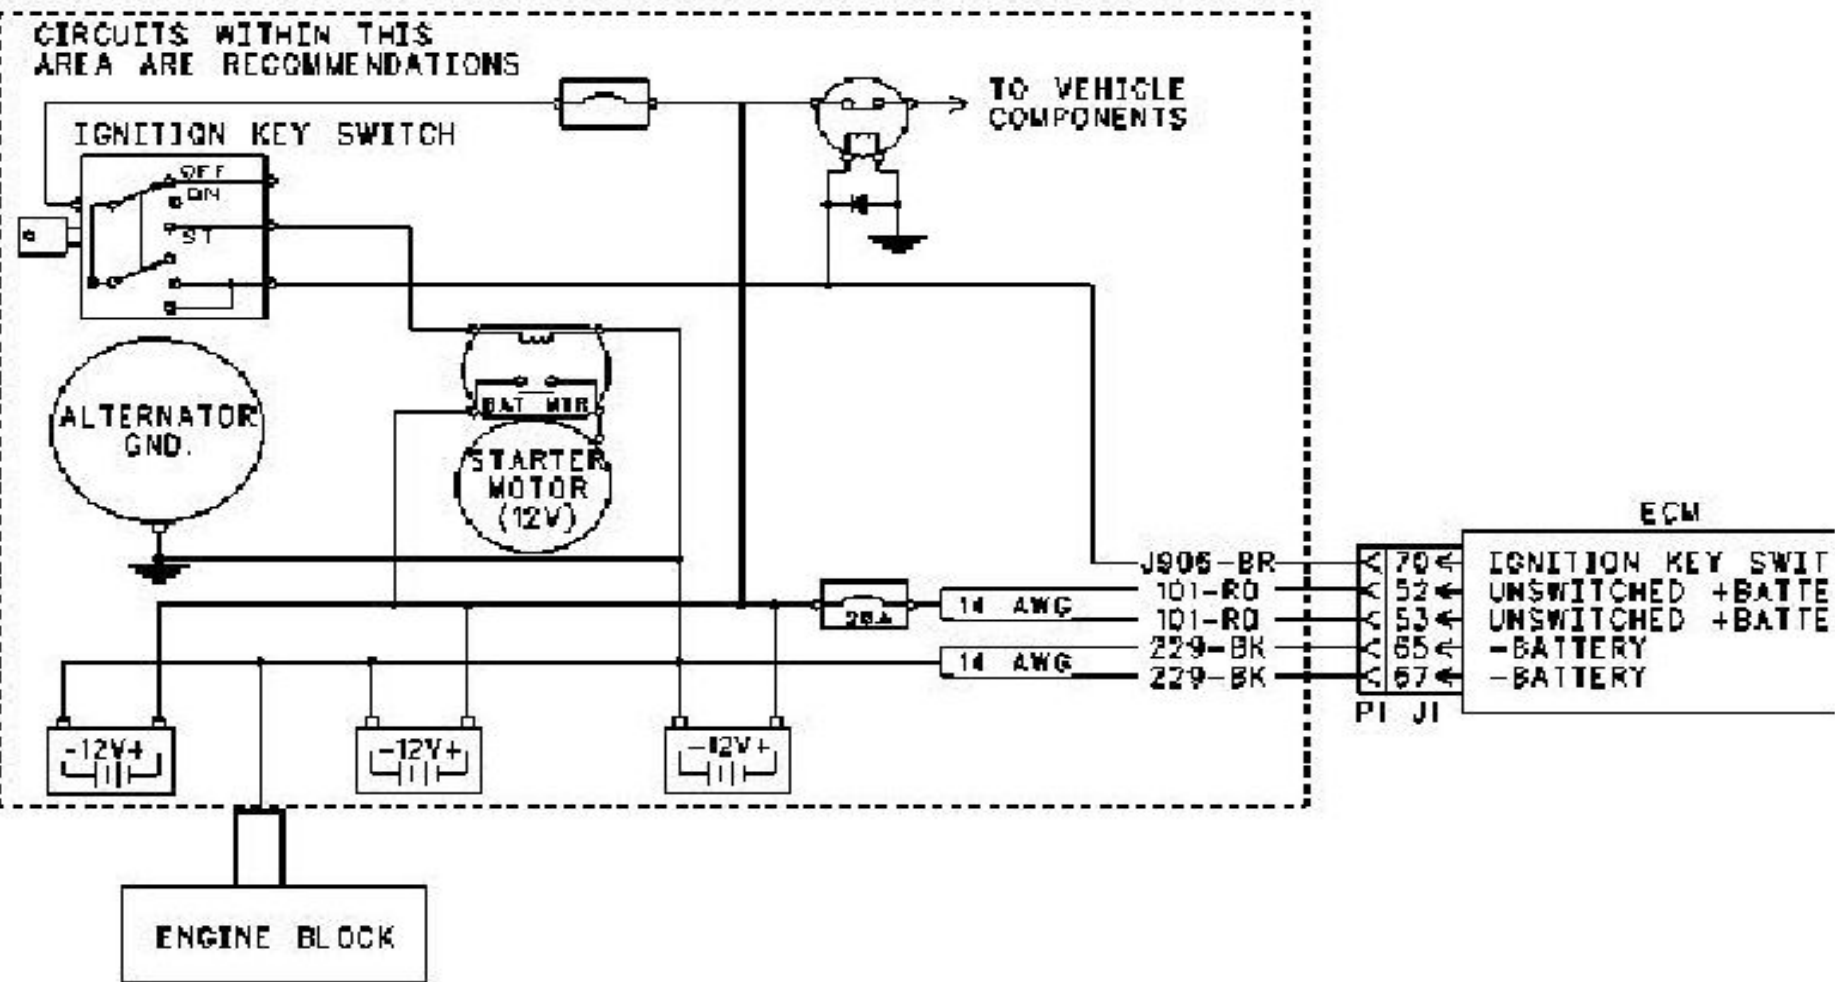 CIRCUITS WITHIN THIS
AREA ARE RECOMMENDATIONS
TO VEHICLE
COMPONENTS
IGNITION KEY SWITCH
OFF
ON
ST
ALTERNATOR
GND.
BAT MTR
STARTER
MOTOR
(12V)
ECM
J906-BR 70 IGNITION KEY SWIT
101-RD 52 UNSWITCHED +BATTE
14 AWG
101-RD 53 UNSWITCHED +BATTE
20A
229-BK 65 -BATTERY
14 AWG
229-BK 67 -BATTERY
P1 J1
-12V+ -12V+ -12V+
ENGINE BLOCK